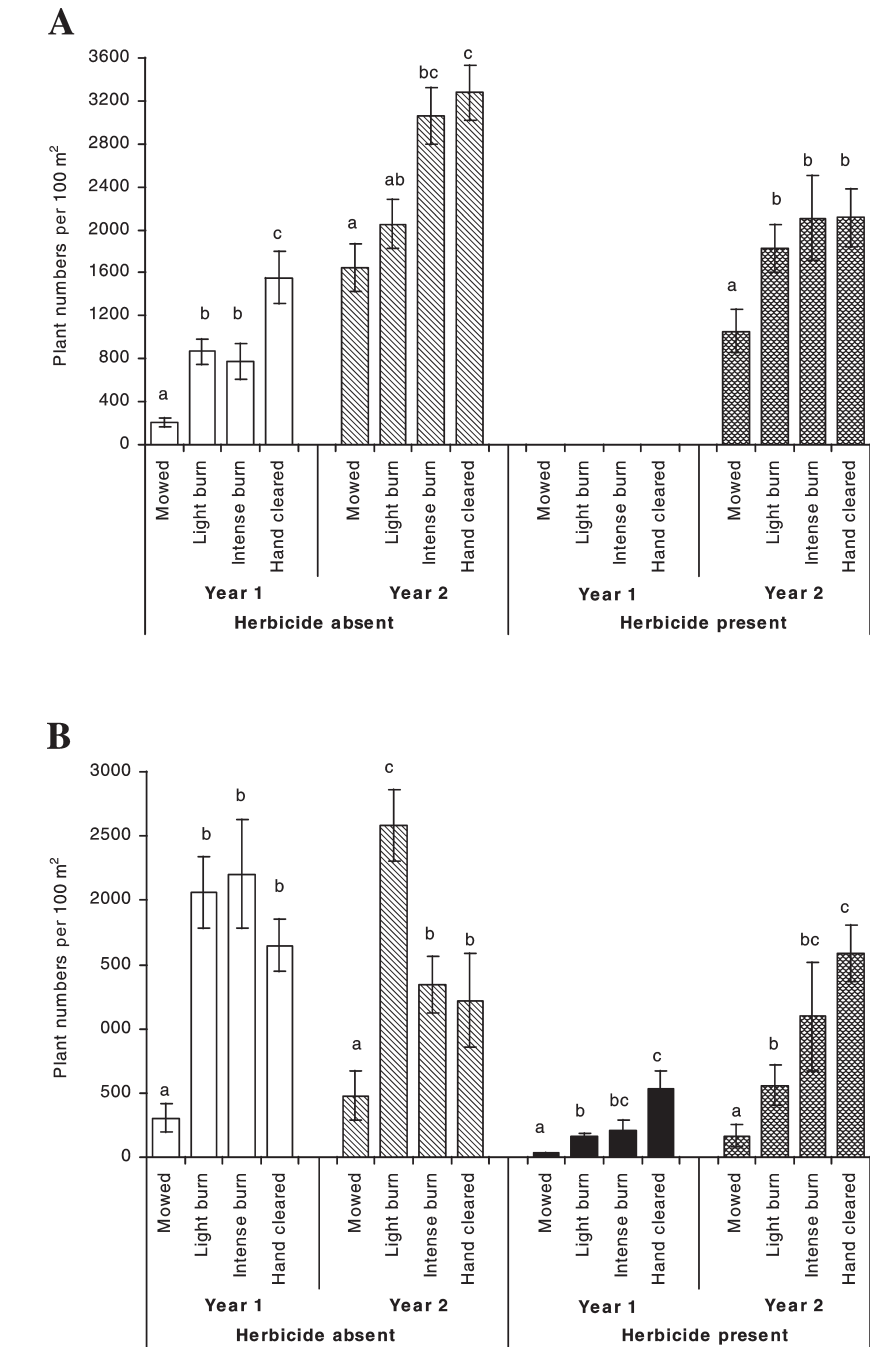 A
3600
3200
2800
2400
2000
1600
1200
800
400
0
Plant numbers per 100 m²
a
b
b
c
a
ab
bc
c
a
b
b
b
Mowed
Light burn
Intense burn
Hand cleared
Mowed
Light burn
Intense burn
Hand cleared
Mowed
Light burn
Intense burn
Hand cleared
Mowed
Light burn
Intense burn
Hand cleared
Year 1 Year 2 Year 1 Year 2
Herbicide absent Herbicide present
B
3000
2500
2000
500
000
500
0
Plant numbers per 100 m²
a
b
b
b
a
c
b
b
a
b
bc
c
a
b
bc
c
Mowed
Light burn
Intense burn
Hand cleared
Mowed
Light burn
Intense burn
Hand cleared
Mowed
Light burn
Intense burn
Hand cleared
Mowed
Light burn
Intense burn
Hand cleared
Year 1 Year 2 Year 1 Year 2
Herbicide absent Herbicide present